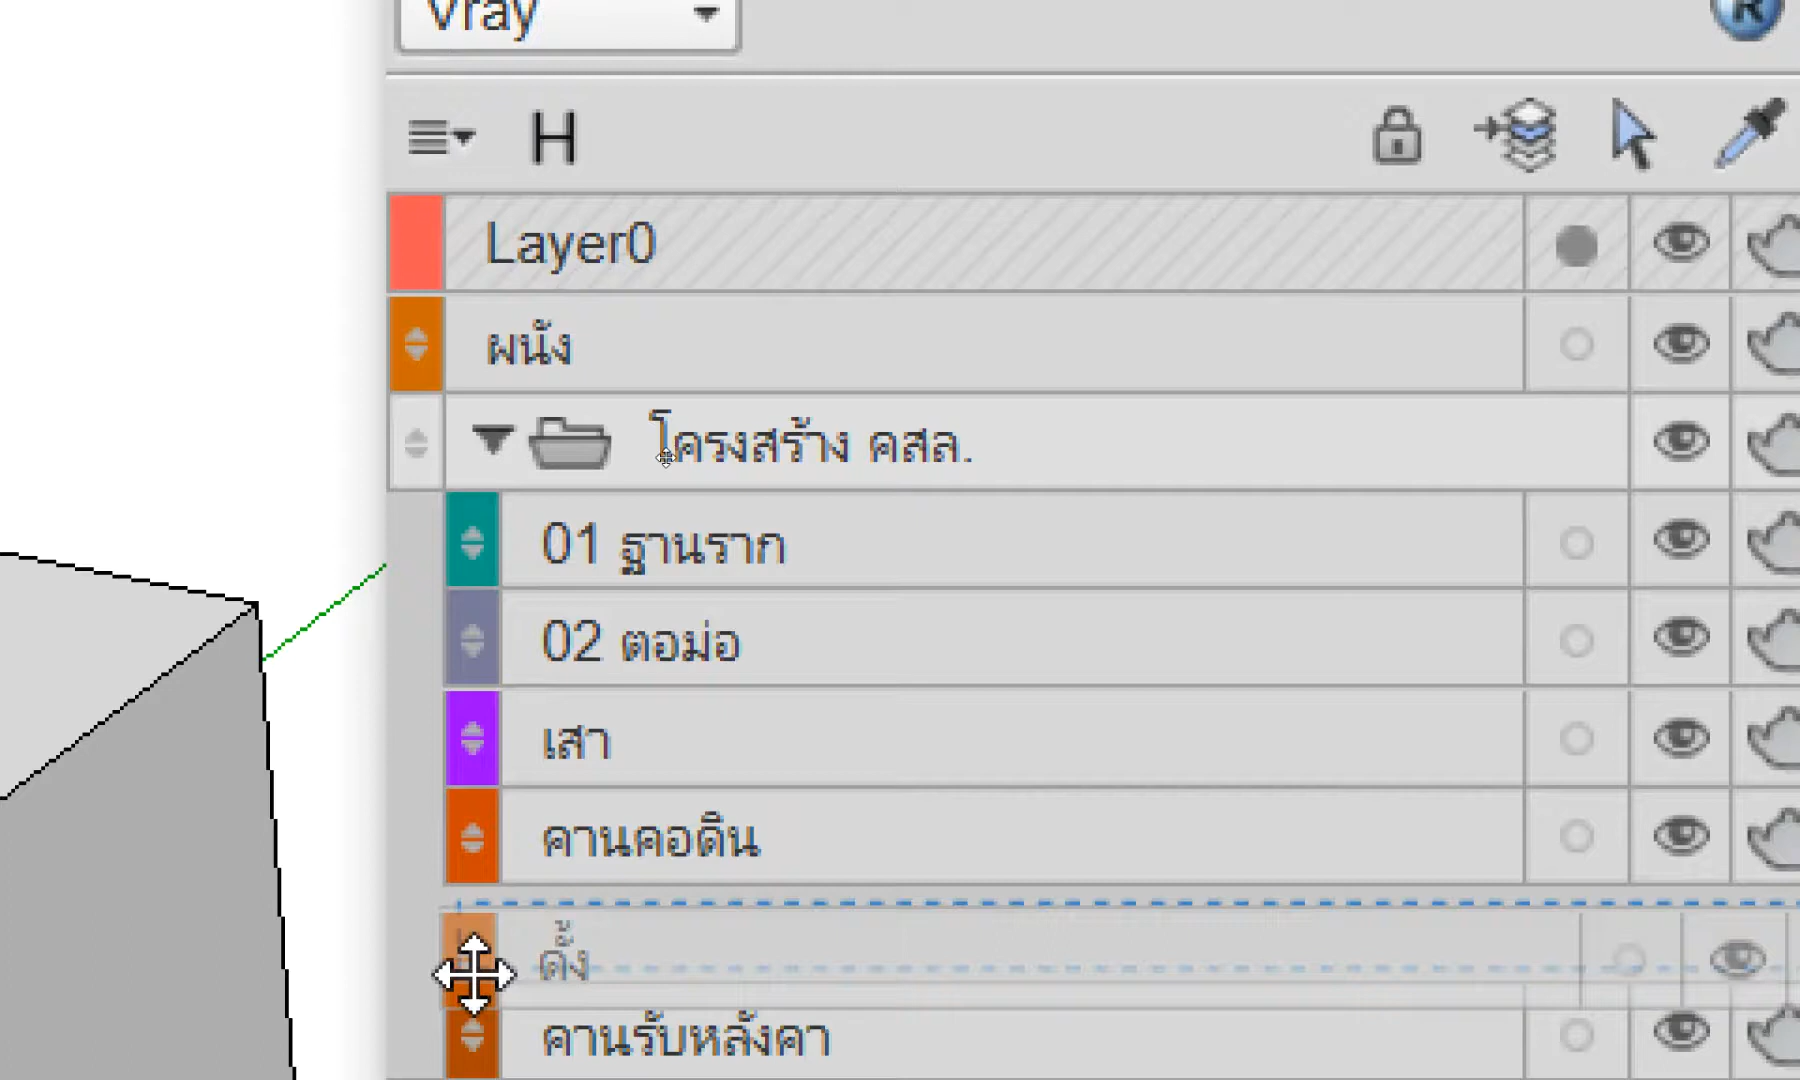 Vray
H
Layer0
ผนัง
โครงสร้าง คสล.
01 ฐานราก
02 ตอม่อ
เสา
คานคอดิน
ดั้ง
คานรับหลังคา